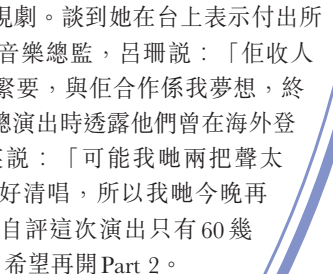 視劇。談到她在台上表示付出所
音樂總監，呂珊説：「佢收人
緊要，與佢合作係我夢想，終
總演出時透露他們曾在海外登
説：「可能我哋兩把聲太
好清唱，所以我哋今晚再
自評這次演出只有60幾
希望再開Part 2。